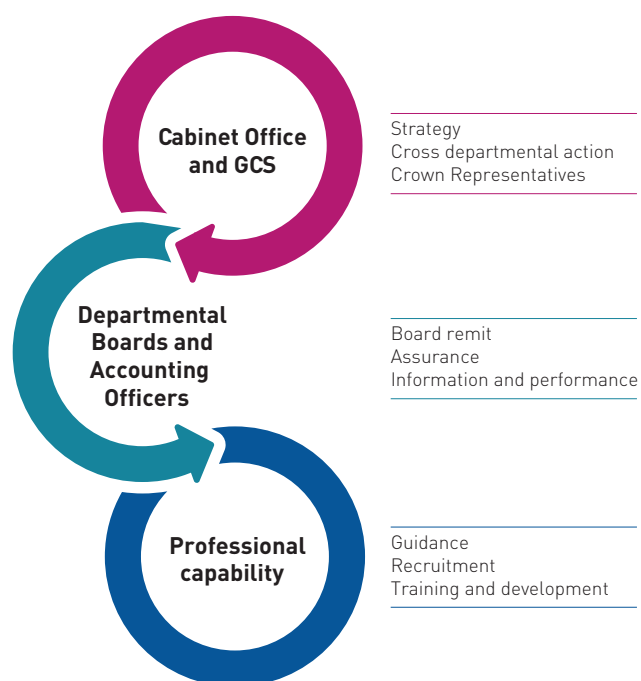 Cabinet Office
and GCS
Strategy
Cross departmental action
Crown Representatives
Departmental
Boards and
Accounting
Officers
Board remit
Assurance
Information and performance
Professional
capability
Guidance
Recruitment
Training and development